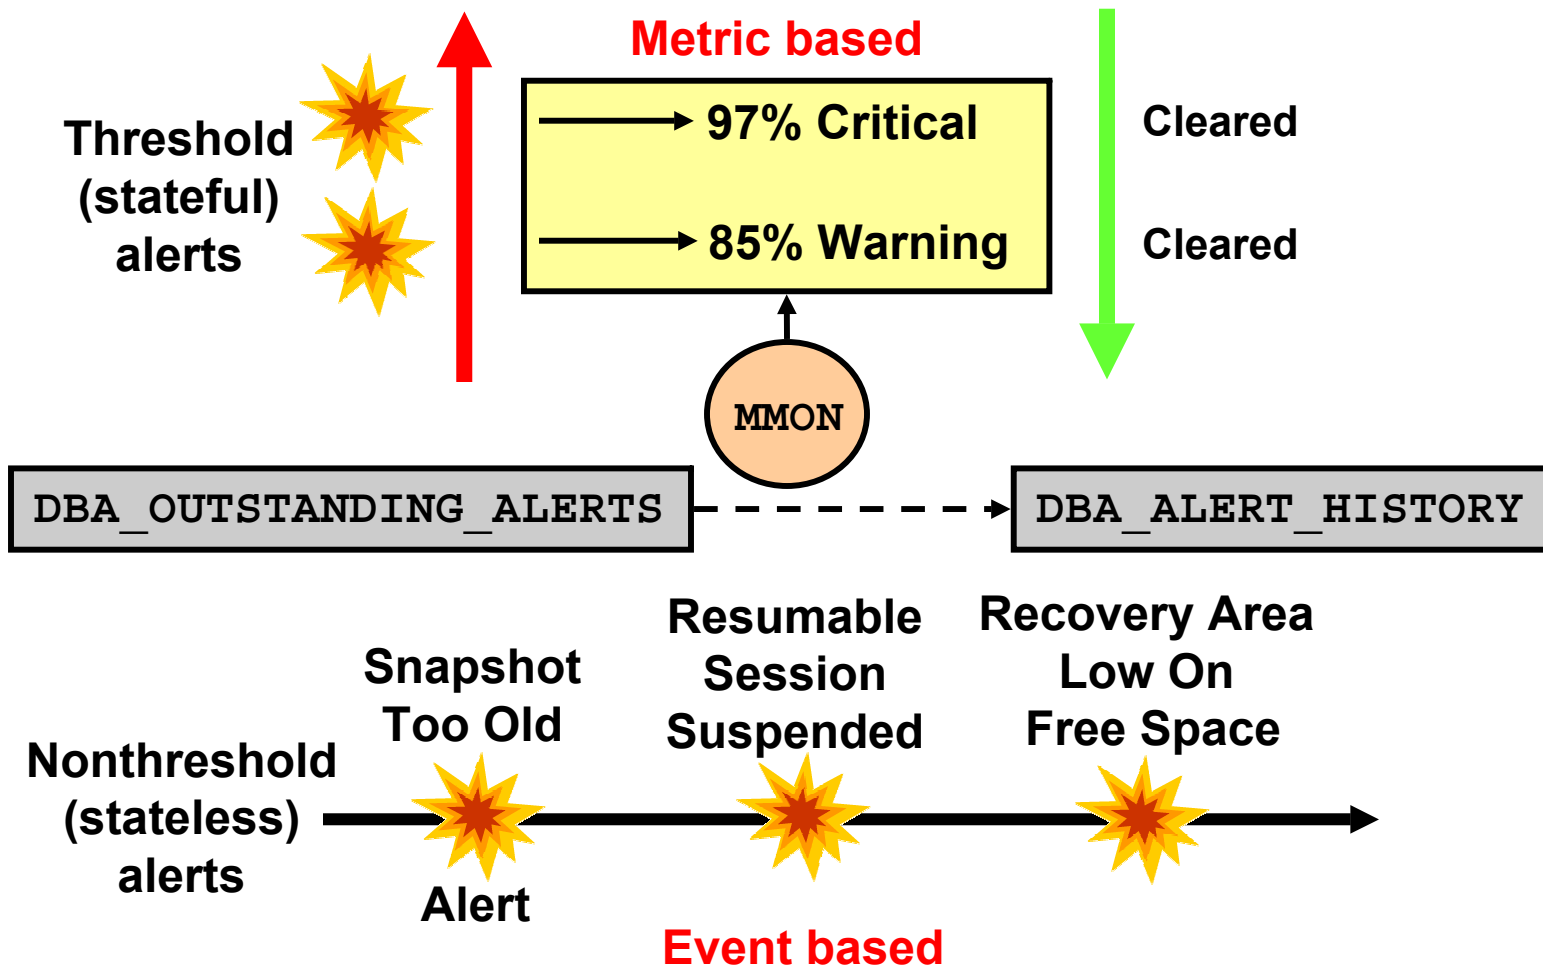 Metric based
Threshold
(stateful)
alerts
97% Critical
85% Warning
Cleared
Cleared
MMON
DBA_OUTSTANDING_ALERTS
DBA_ALERT_HISTORY
Nonthreshold
(stateless)
alerts
Snapshot
Too Old
Alert
Resumable
Session
Suspended
Recovery Area
Low On
Free Space
Event based